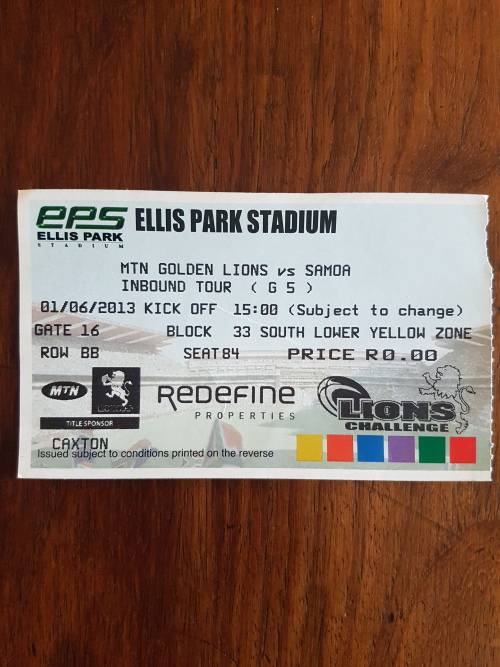 EPS ELLIS PARK STADIUM
ELLIS PARK
STADIUM
MTN GOLDEN LIONS vs SAMOA
INBOUND TOUR ( G 5 )
01/06/2013 KICK OFF 15:00 (Subject to change)
GATE 16 BLOCK 33 SOUTH LOWER YELLOW ZONE
ROW BB SEAT 84 PRICE R0.00
MTN LIONS REDEFINE LIONS
PROPERTIES CHALLENGE
TITLE SPONSOR
CAXTON
Issued subject to conditions printed on the reverse